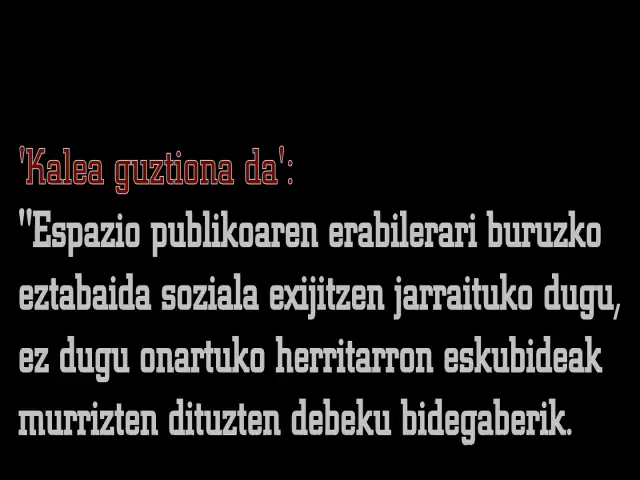 'Kalea guztiona da':
"Espazio publikoaren erabilerari buruzko
eztabaida soziala exijitzen jarraituko dugu,
ez dugu onartuko herritarron eskubideak
murrizten dituzten debeku bidegaberik.